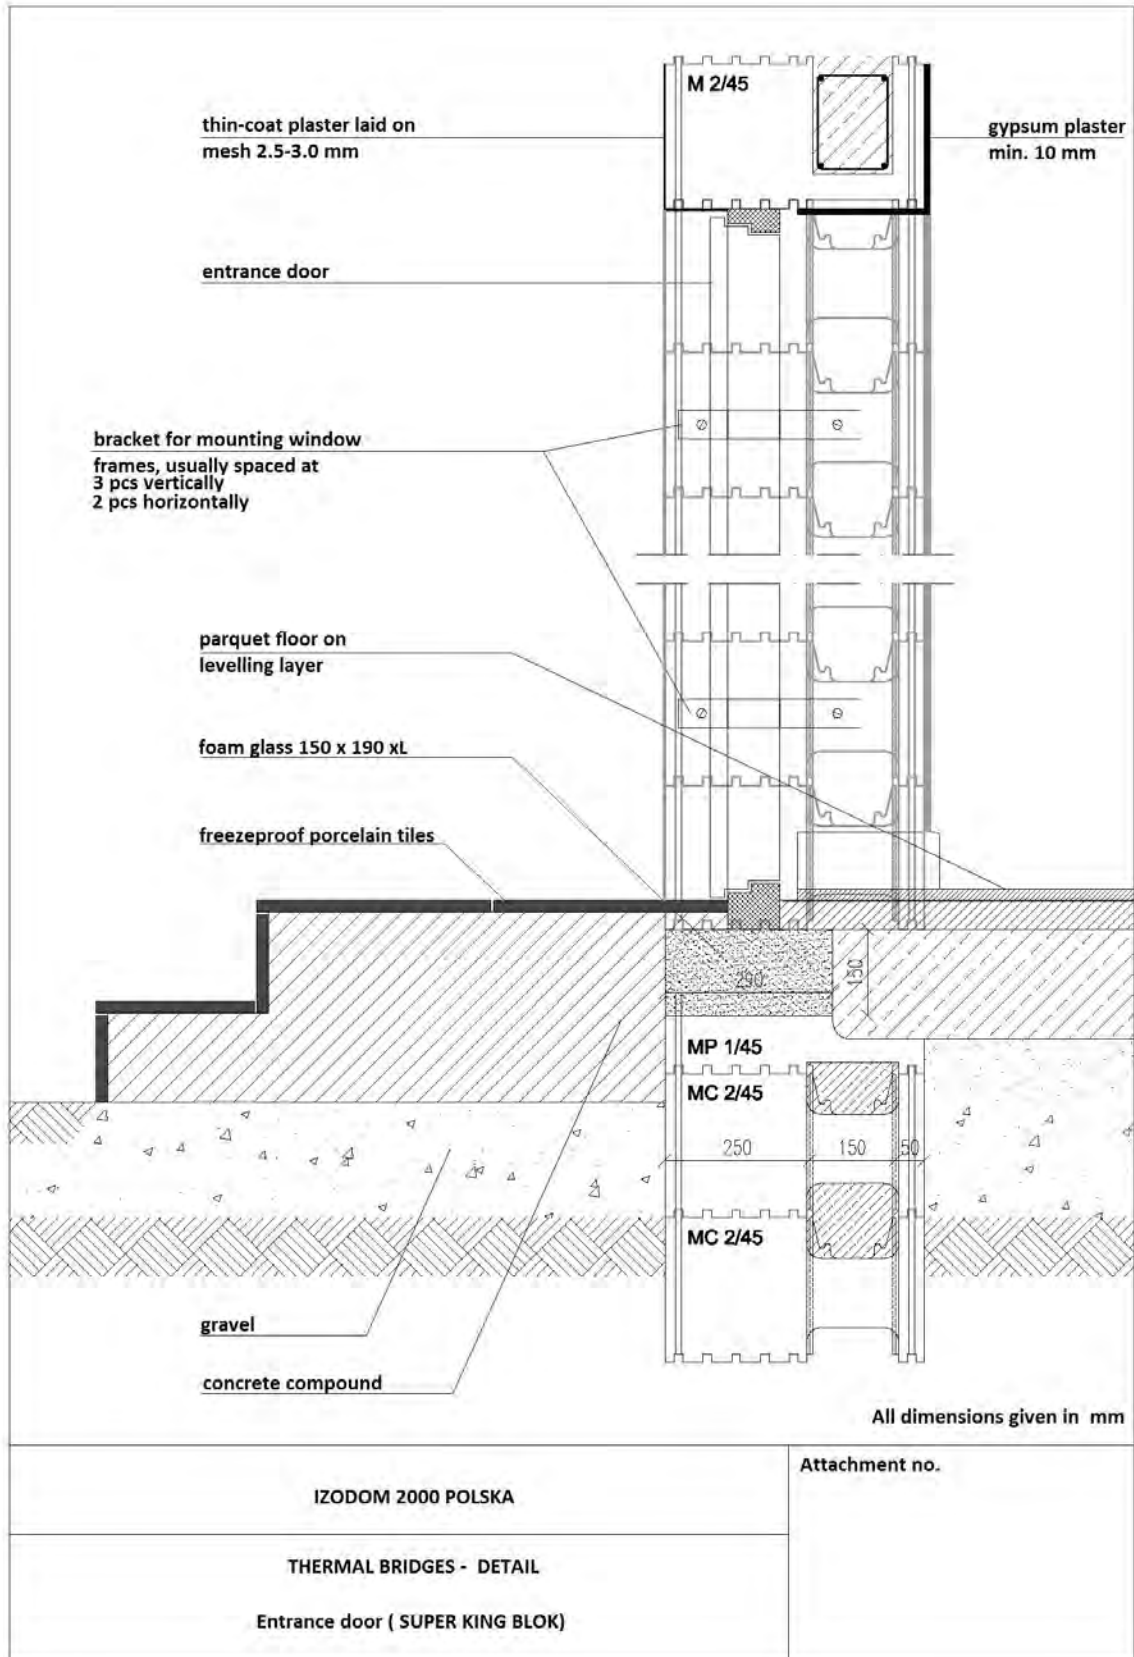 M 2/45
thin-coat plaster laid on
mesh 2.5-3.0 mm
gypsum plaster
min. 10 mm
entrance door
bracket for mounting window
frames, usually spaced at
3 pcs vertically
2 pcs horizontally
parquet floor on
levelling layer
foam glass 150 x 190 xL
freezeproof porcelain tiles
290
150
MP 1/45
MC 2/45
250
150
50
MC 2/45
gravel
concrete compound
All dimensions given in mm
IZODOM 2000 POLSKA
Attachment no.
THERMAL BRIDGES - DETAIL
Entrance door ( SUPER KING BLOK)